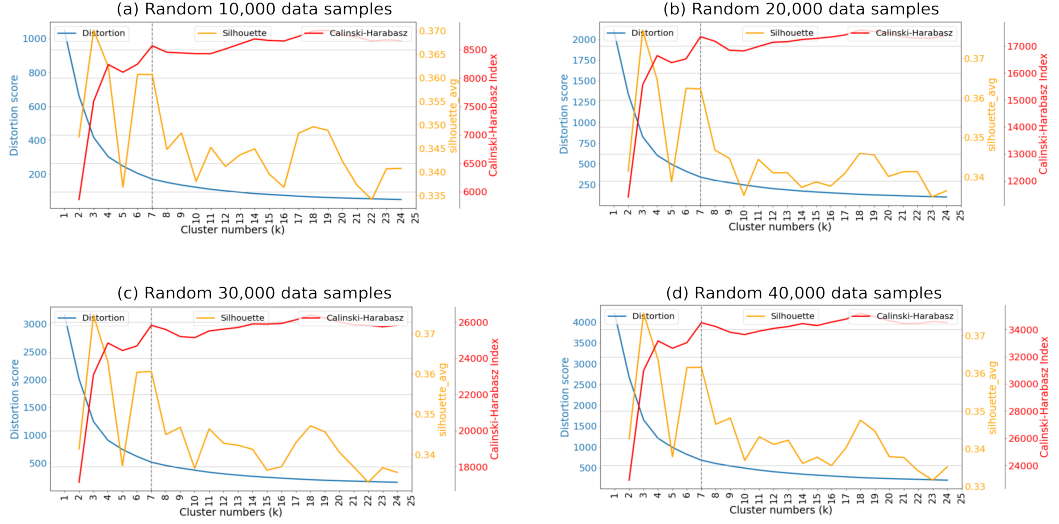 (a) Random 10,000 data samples
Distortion Silhouette Calinski-Harabasz
1000
800
600
400
200
Distortion score
0.370
0.365
0.360
0.355
0.350
0.345
0.340
0.335
silhouette_avg
8500
8000
7500
7000
6500
6000
Calinski-Harabasz Index
1 2 3 4 5 6 7 8 9 10 11 12 13 14 15 16 17 18 19 20 21 22 23 24 25
Cluster numbers (k)
(b) Random 20,000 data samples
Distortion Silhouette Calinski-Harabasz
2000
1750
1500
1250
1000
750
500
250
Distortion score
0.37
0.36
0.35
0.34
silhouette_avg
17000
16000
15000
14000
13000
12000
Calinski-Harabasz Index
1 2 3 4 5 6 7 8 9 10 11 12 13 14 15 16 17 18 19 20 21 22 23 24 25
Cluster numbers (k)
(c) Random 30,000 data samples
Distortion Silhouette Calinski-Harabasz
3000
2500
2000
1500
1000
500
Distortion score
0.37
0.36
0.35
0.34
silhouette_avg
26000
24000
22000
20000
18000
Calinski-Harabasz Index
1 2 3 4 5 6 7 8 9 10 11 12 13 14 15 16 17 18 19 20 21 22 23 24 25
Cluster numbers (k)
(d) Random 40,000 data samples
Distortion Silhouette Calinski-Harabasz
4000
3500
3000
2500
2000
1500
1000
500
Distortion score
0.37
0.36
0.35
0.34
0.33
silhouette_avg
34000
32000
30000
28000
26000
24000
Calinski-Harabasz Index
1 2 3 4 5 6 7 8 9 10 11 12 13 14 15 16 17 18 19 20 21 22 23 24 25
Cluster numbers (k)